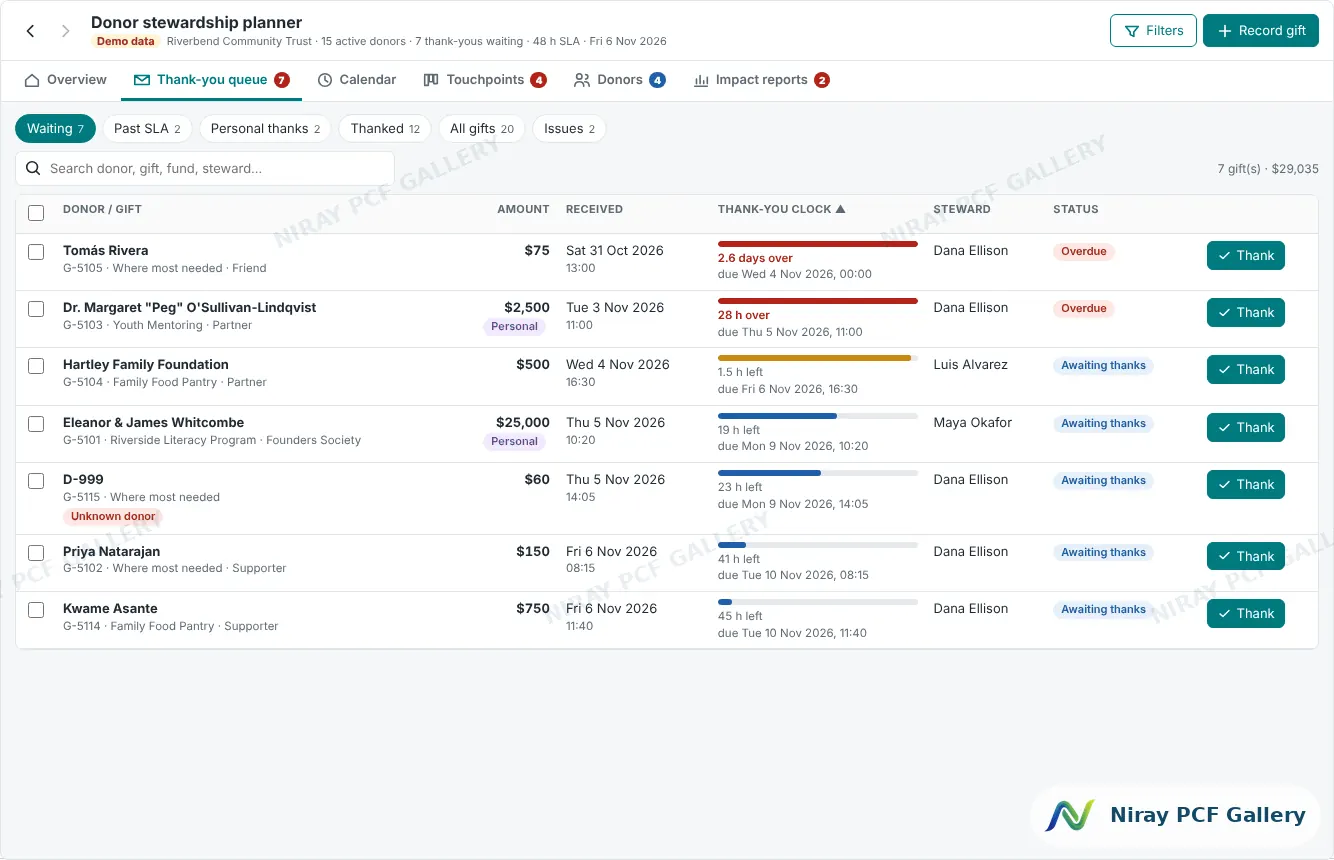 Donor stewardship planner
Demo data Riverbend Community Trust · 15 active donors · 7 thank-yous waiting · 48 h SLA · Fri 6 Nov 2026
Filters
Record gift
Overview Thank-you queue 7 Calendar Touchpoints 4 Donors 4 Impact reports 2
Waiting 7 Past SLA 2 Personal thanks 2 Thanked 12 All gifts 20 Issues 2
Search donor, gift, fund, steward...
7 gift(s) · $29,035
DONOR / GIFT AMOUNT RECEIVED THANK-YOU CLOCK ▲ STEWARD STATUS
Tomás Rivera $75 Sat 31 Oct 2026 Dana Ellison Overdue Thank
G-5105 · Where most needed · Friend 13:00 2.6 days over
due Wed 4 Nov 2026, 00:00
Dr. Margaret "Peg" O'Sullivan-Lindqvist $2,500 Tue 3 Nov 2026 Dana Ellison Overdue Thank
G-5103 · Youth Mentoring · Partner Personal 11:00 28 h over
due Thu 5 Nov 2026, 11:00
Hartley Family Foundation $500 Wed 4 Nov 2026 Luis Alvarez Awaiting thanks Thank
G-5104 · Family Food Pantry · Partner 16:30 1.5 h left
due Fri 6 Nov 2026, 16:30
Eleanor & James Whitcombe $25,000 Thu 5 Nov 2026 Maya Okafor Awaiting thanks Thank
G-5101 · Riverside Literacy Program · Founders Society Personal 10:20 19 h left
due Mon 9 Nov 2026, 10:20
D-999 $60 Thu 5 Nov 2026 Dana Ellison Awaiting thanks Thank
G-5115 · Where most needed 14:05 23 h left
Unknown donor due Mon 9 Nov 2026, 14:05
Priya Natarajan $150 Fri 6 Nov 2026 Dana Ellison Awaiting thanks Thank
G-5102 · Where most needed · Supporter 08:15 41 h left
due Tue 10 Nov 2026, 08:15
Kwame Asante $750 Fri 6 Nov 2026 Dana Ellison Awaiting thanks Thank
G-5114 · Family Food Pantry · Supporter 11:40 45 h left
due Tue 10 Nov 2026, 11:40
NIRAY PCF GALLERY
NIRAY PCF GALLERY
PCF GALLERY
NIRAY PCF GALLERY
NIRAY PCF GALL
Niray PCF Gallery